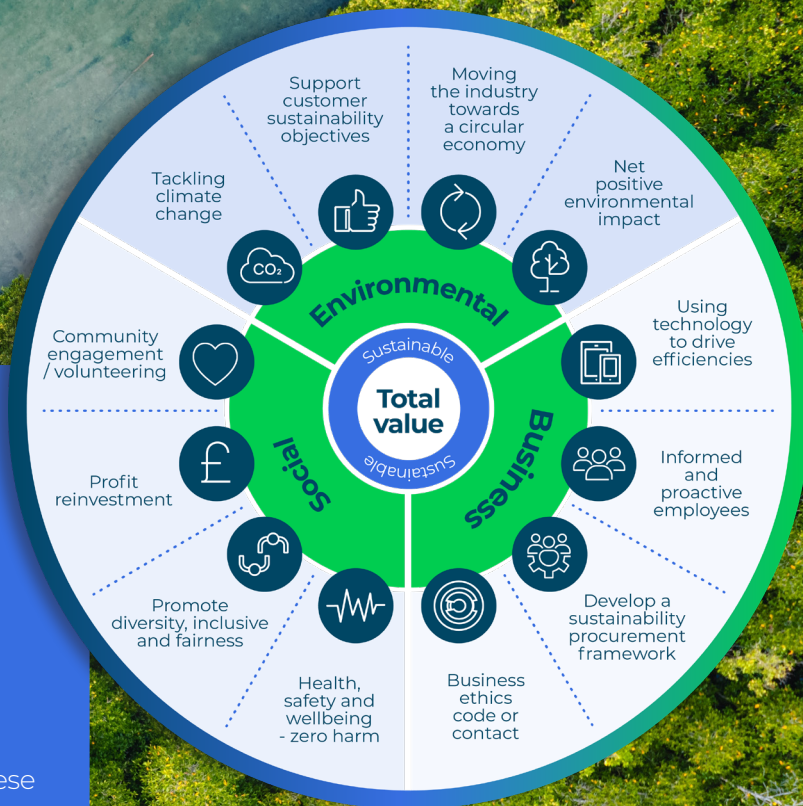 Support
customer
sustainability
objectives
Moving
the industry
towards
a circular
economy
Tackling
climate
change
Net
positive
environmental
impact
CO₂
Environmental
Community
engagement
/ volunteering
Using
technology
to drive
efficiencies
Sustainable
Total
value
Sustainable
Social
Business
£
Profit
reinvestment
Informed
and
proactive
employees
Promote
diversity, inclusive
and fairness
Develop a
sustainability
procurement
framework
Health,
safety and
wellbeing
- zero harm
Business
ethics
code or
contact
ese